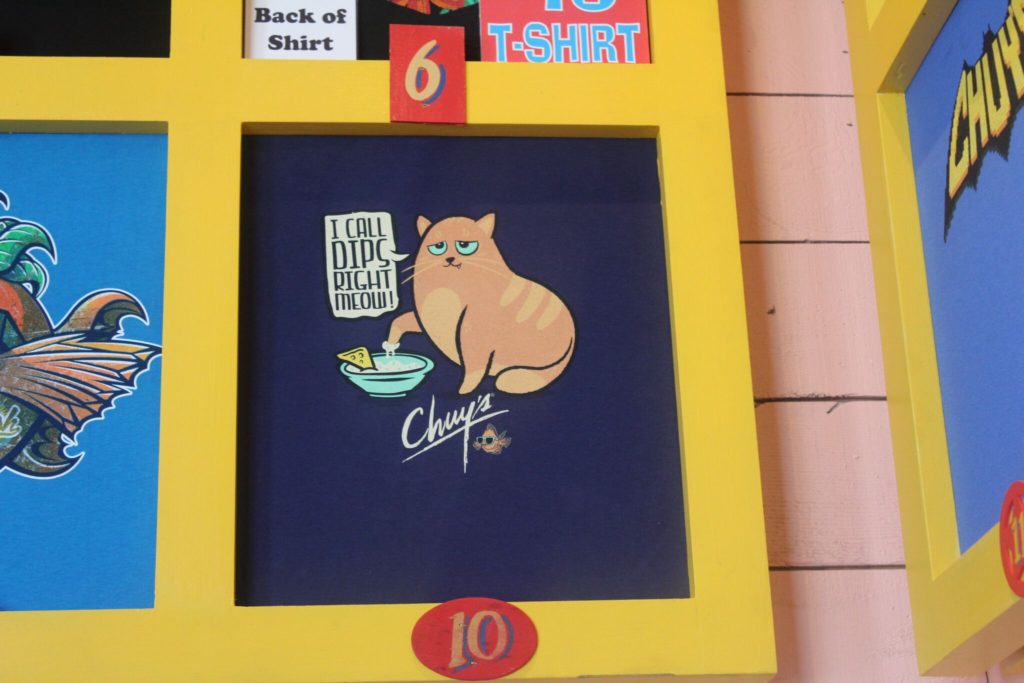 Back of
Shirt
T-SHIRT
6
I CALL
DIPS
RIGHT
MEOW!
Chuy's
10